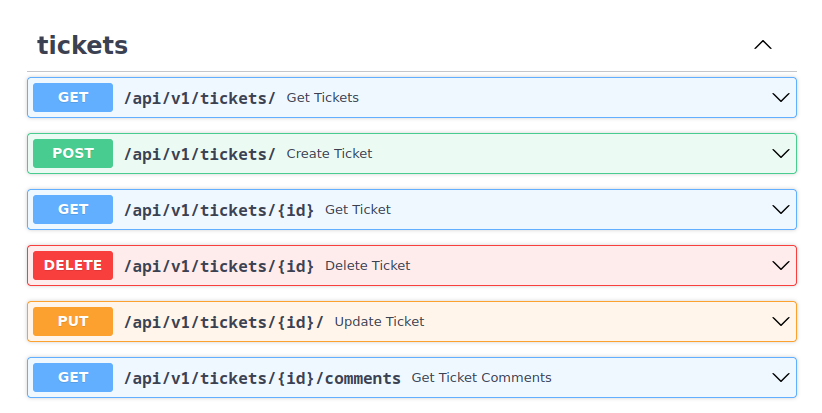 tickets
GET /api/v1/tickets/ Get Tickets
POST /api/v1/tickets/ Create Ticket
GET /api/v1/tickets/{id} Get Ticket
DELETE /api/v1/tickets/{id} Delete Ticket
PUT /api/v1/tickets/{id}/ Update Ticket
GET /api/v1/tickets/{id}/comments Get Ticket Comments